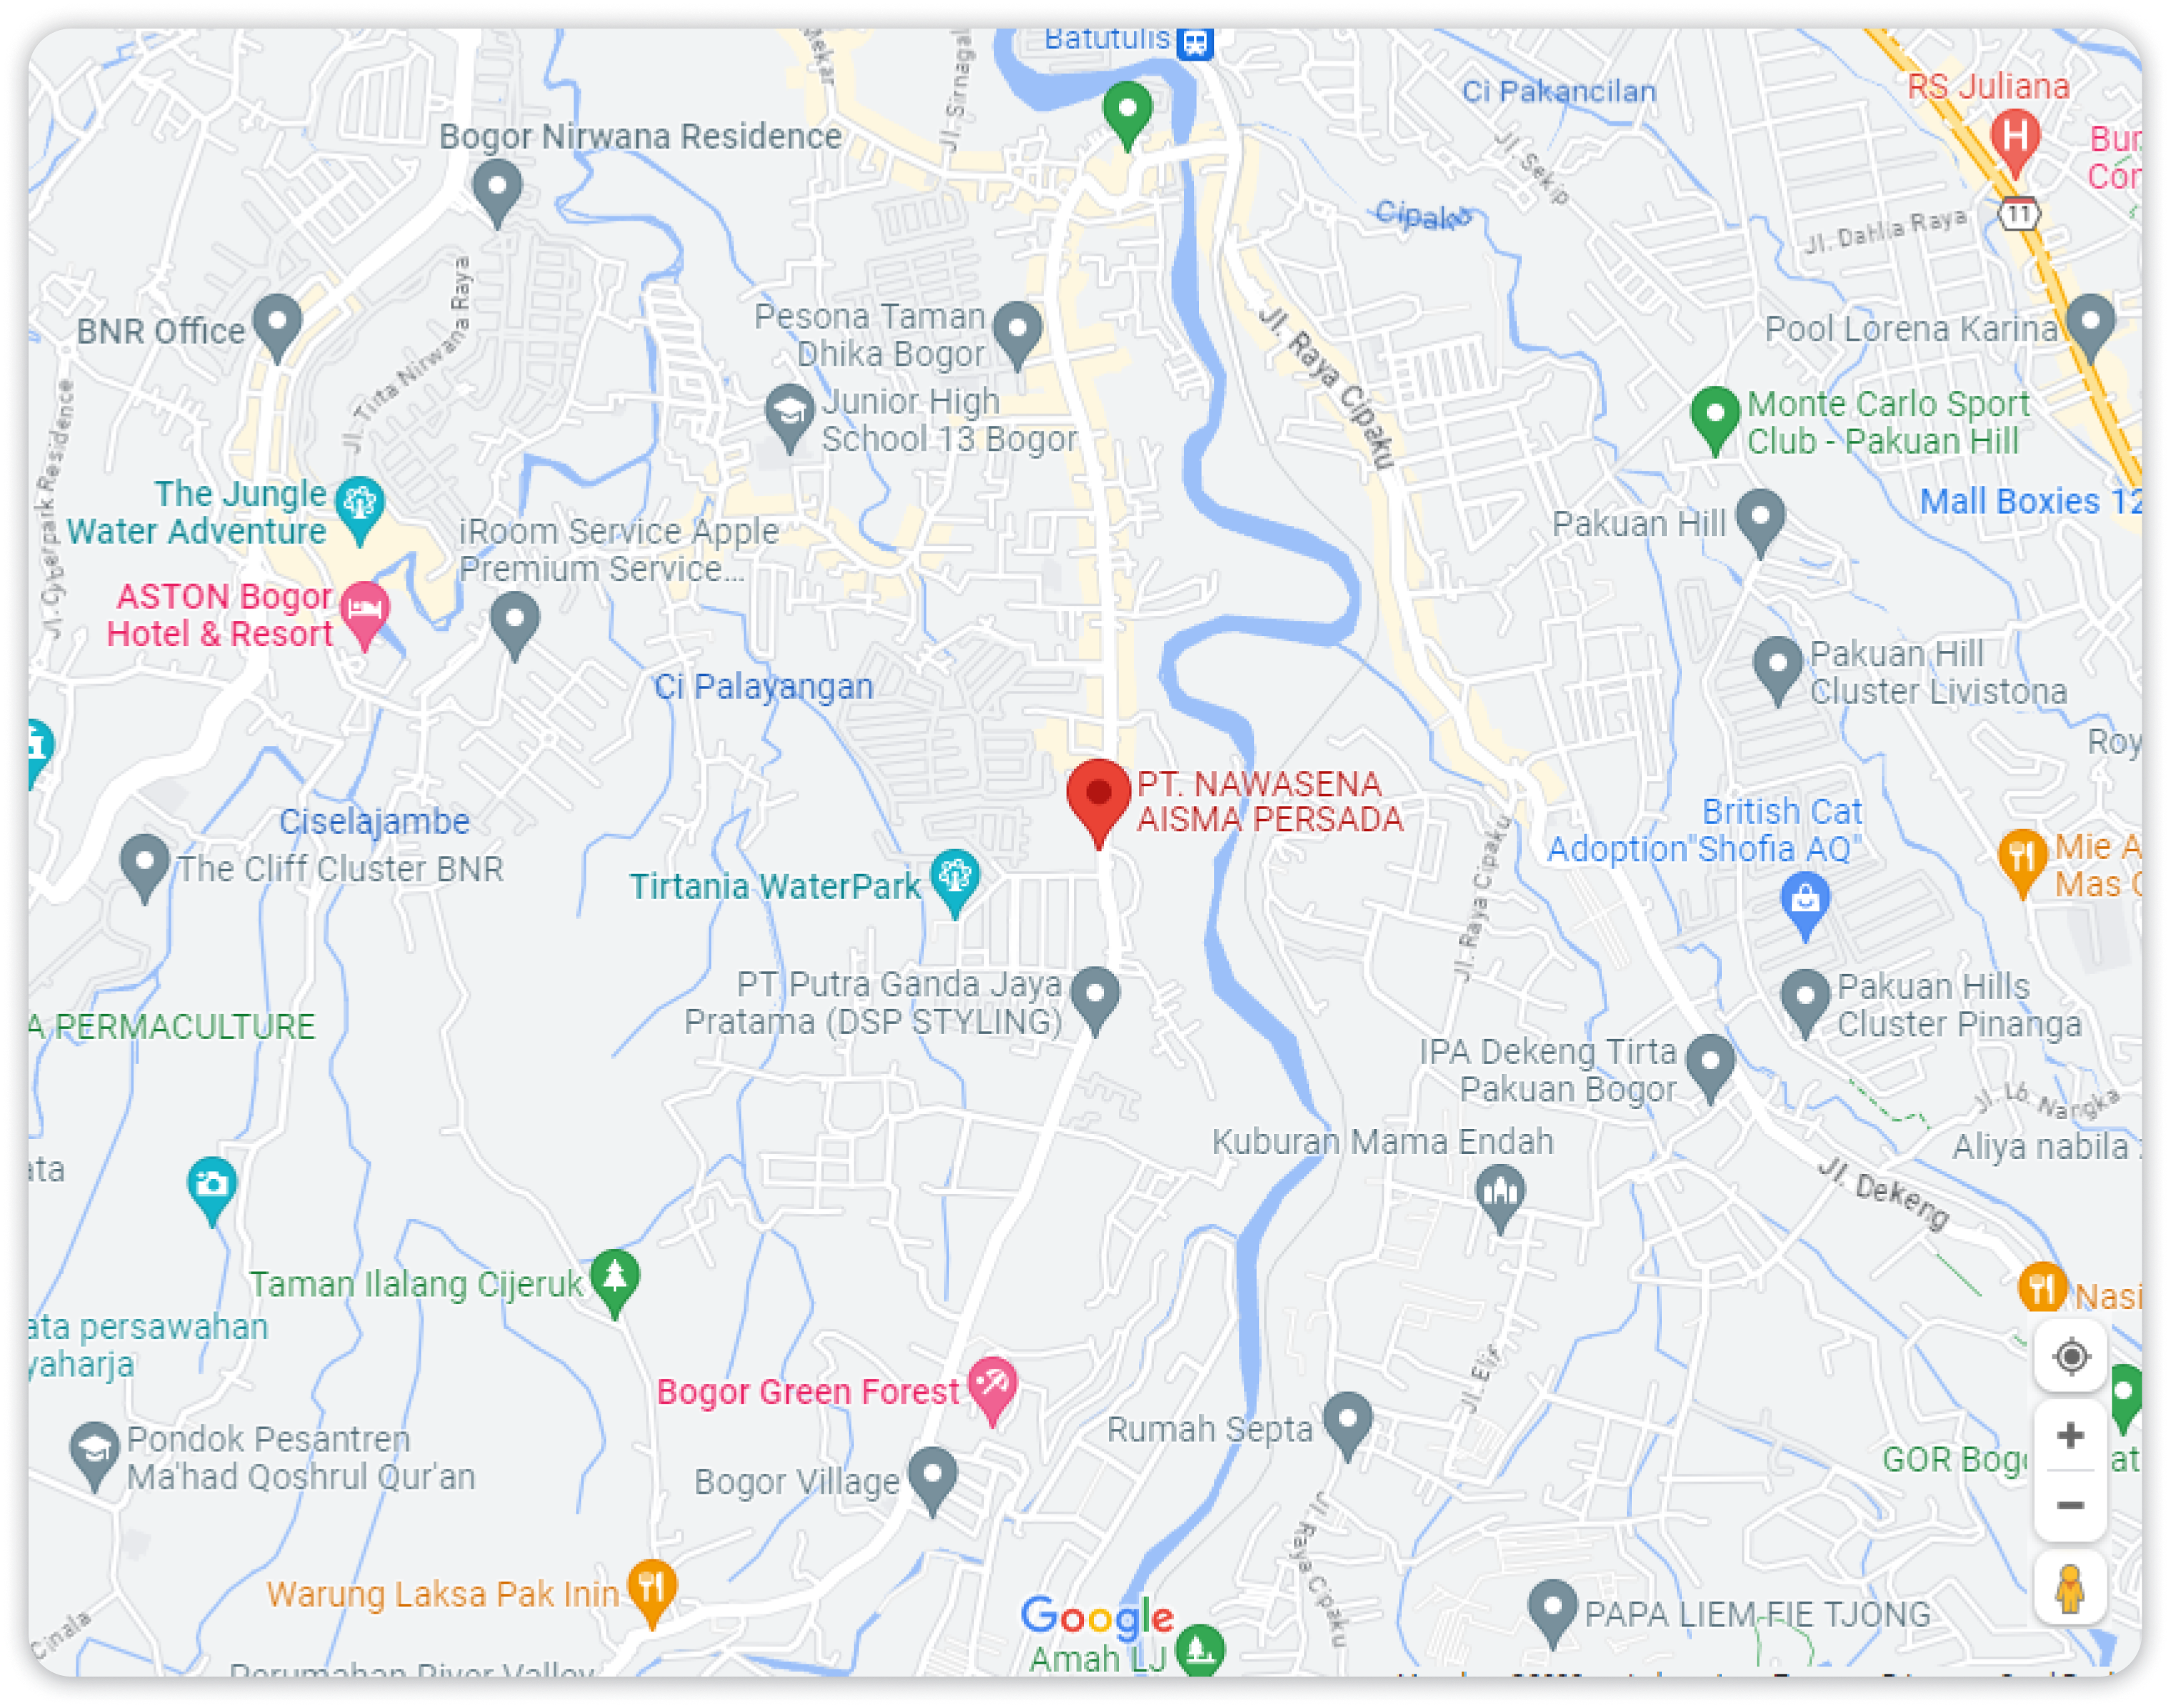 Batutulis
Ci Pakancilan
RS Juliana
Jl. Sirnagal
Bogor Nirwana Residence
Jl. Sekip
11
Cipaku
Jl. Dahlia Raya
BNR Office
Jl. Tirta Nirwana Raya
Pesona Taman
Dhika Bogor
Jl. Raya Cipaku
Pool Lorena Karina
Junior High
School 13 Bogor
Monte Carlo Sport
Club - Pakuan Hill
Jl. Cyberpark Residence
The Jungle
Water Adventure
iRoom Service Apple
Premium Service...
Pakuan Hill
Mall Boxies 12
ASTON Bogor
Hotel & Resort
Pakuan Hill
Cluster Livistona
Ci Palayangan
Roy
PT. NAWASENA
AISMA PERSADA
Ciselajambe
British Cat
Adoption"Shofia AQ"
Mie A
Mas
The Cliff Cluster BNR
Tirtania WaterPark
Jl. Raya Cipaku
PT Putra Ganda Jaya
Pratama (DSP STYLING)
Pakuan Hills
Cluster Pinanga
A PERMACULTURE
IPA Dekeng Tirta
Pakuan Bogor
Jl. Lo. Nangka
Kuburan Mama Endah
Aliya nabila
ata
Jl. Dekeng
Taman Ilalang Cijeruk
Nasi
ata persawahan
yaharja
Jl. Elif
Bogor Green Forest
Rumah Septa
Pondok Pesantren
Ma'had Qoshrul Qur'an
Bogor Village
GOR Bog
at
Jl. Raya Cipaku
Warung Laksa Pak Inin
Google
PAPA LIEM FIE TJONG
Cinala
Amah LJ
Perumahan River Valley